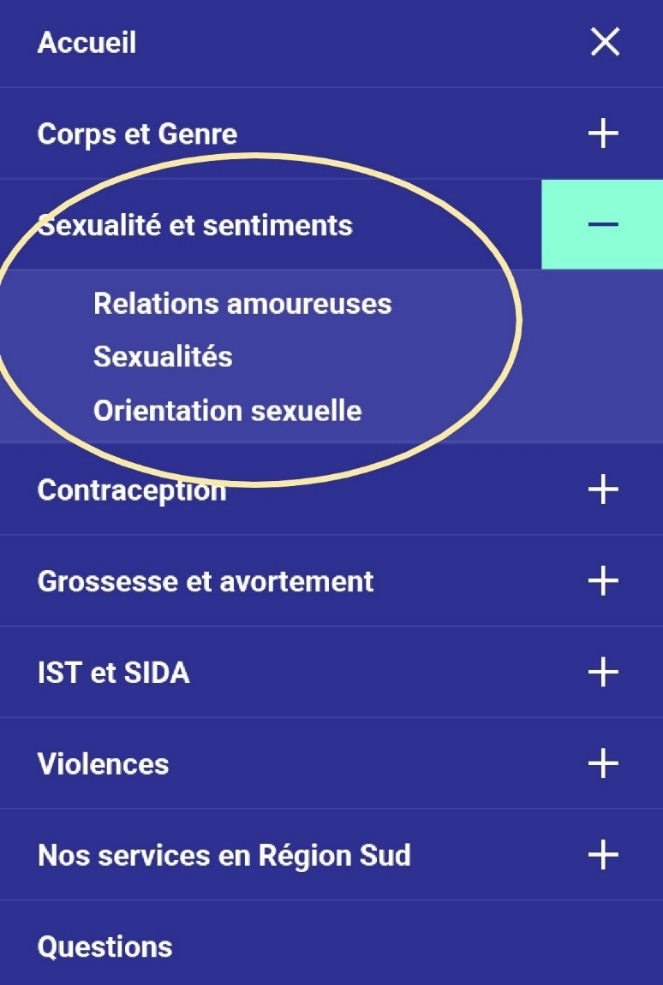 Accueil
Corps et Genre
Sexualité et sentiments
Relations amoureuses
Sexualités
Orientation sexuelle
Contraception
Grossesse et avortement
IST et SIDA
Violences
Nos services en Région Sud
Questions